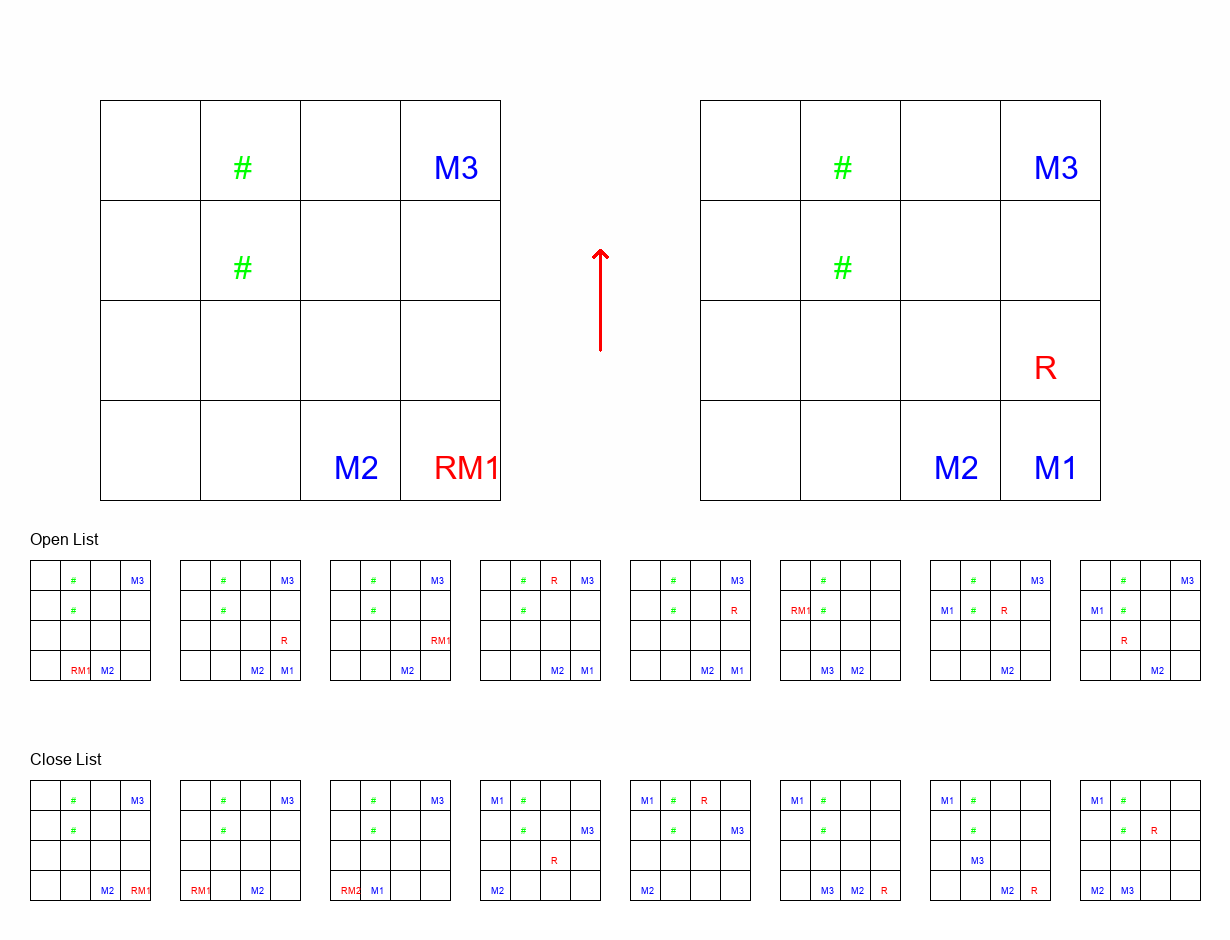 # M3 # M3
# #
R
M2 RM1 M2 M1
Open List
# M3 # M3 # M3 # R M3 # M3 # # M3 # M3
# # # # # R RM1 # M1 # R M1 #
R RM1 R
RM1 M2 M2 M1 M2 M2 M1 M2 M1 M3 M2 M2 M2
Close List
# M3 # M3 # M3 M1 # M1 # R M1 # M1 # M1 #
# # # # M3 # M3 # # # R
R M3
M2 RM1 RM1 M2 RM2 M1 M2 M2 M3 M2 R M2 R M2 M3